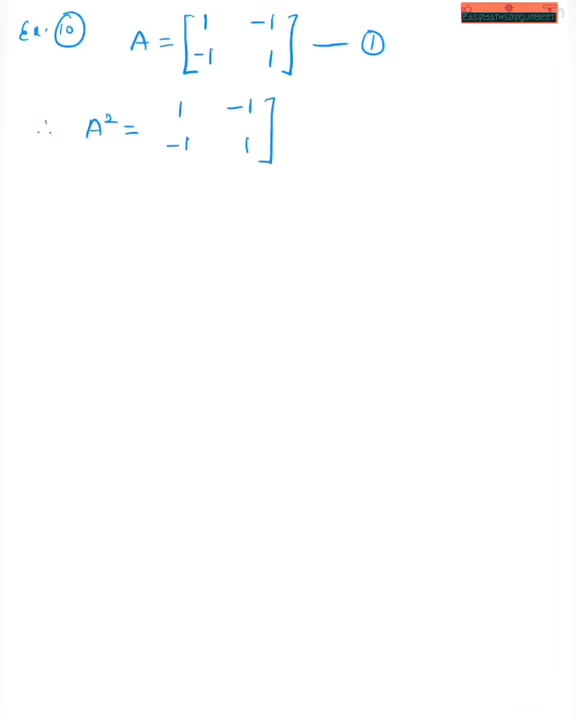 EASYMATHSBYGURMEET
Ex. ⑩ A = [1 -1
-1 1] — ①
∴ A² = 1 -1
-1 1]